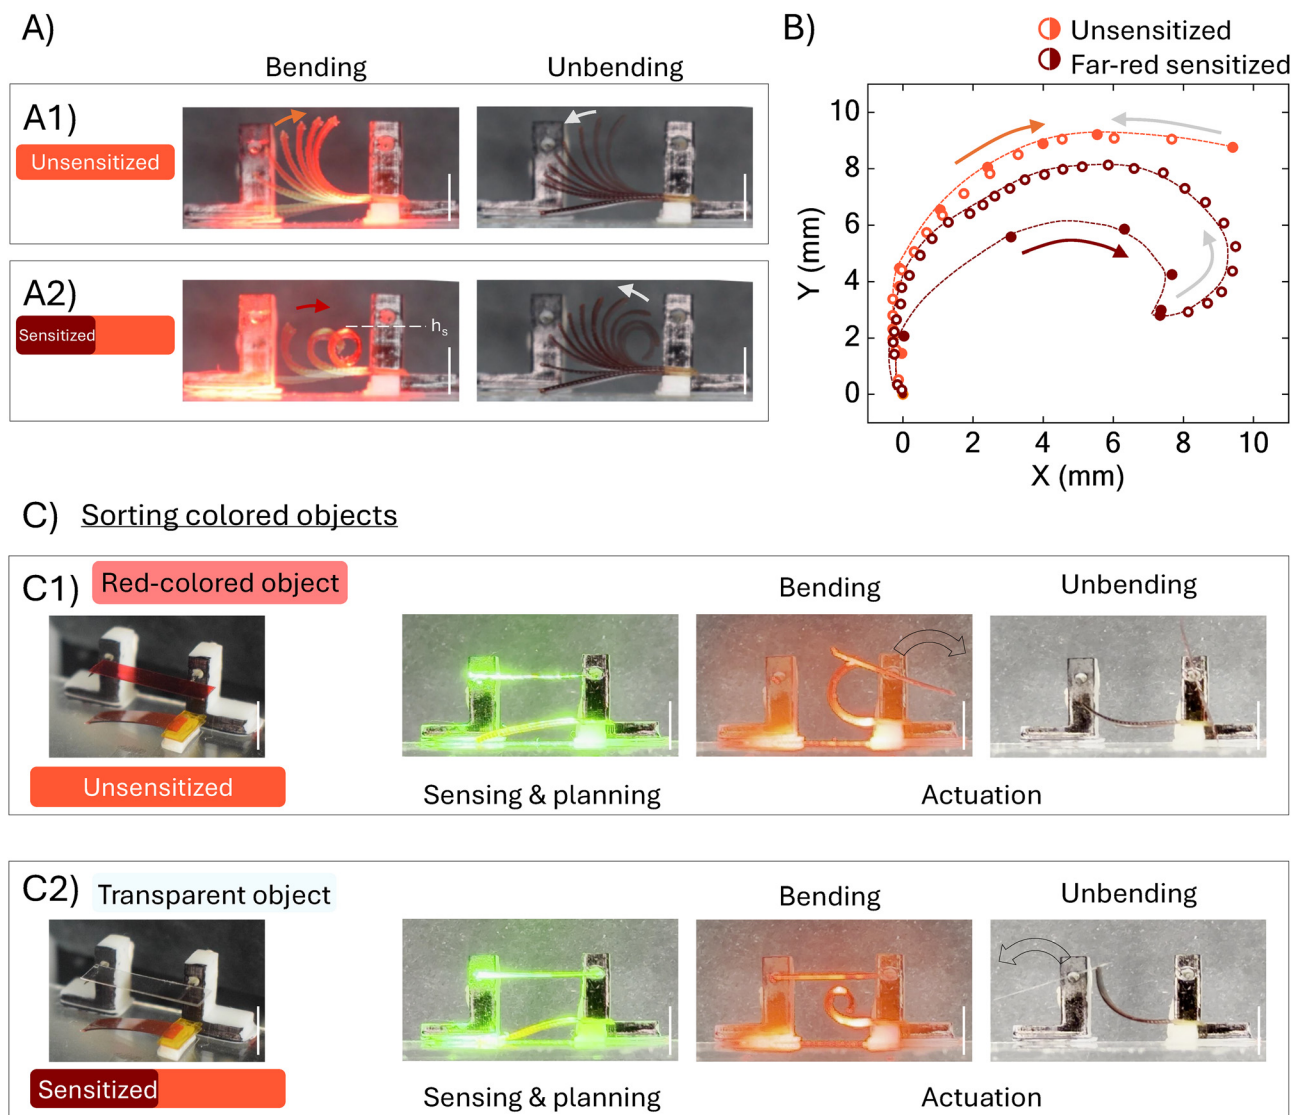 A)
Bending
Unbending
A1)
Unsensitized
A2)
Sensitized
hs
B)
Unsensitized
Far-red sensitized
10
8
6
4
2
0
Y (mm)
0
2
4
6
8
10
X (mm)
C) Sorting colored objects
C1) Red-colored object
Bending
Unbending
Unsensitized
Sensing & planning
Actuation
C2) Transparent object
Bending
Unbending
Sensitized
Sensing & planning
Actuation